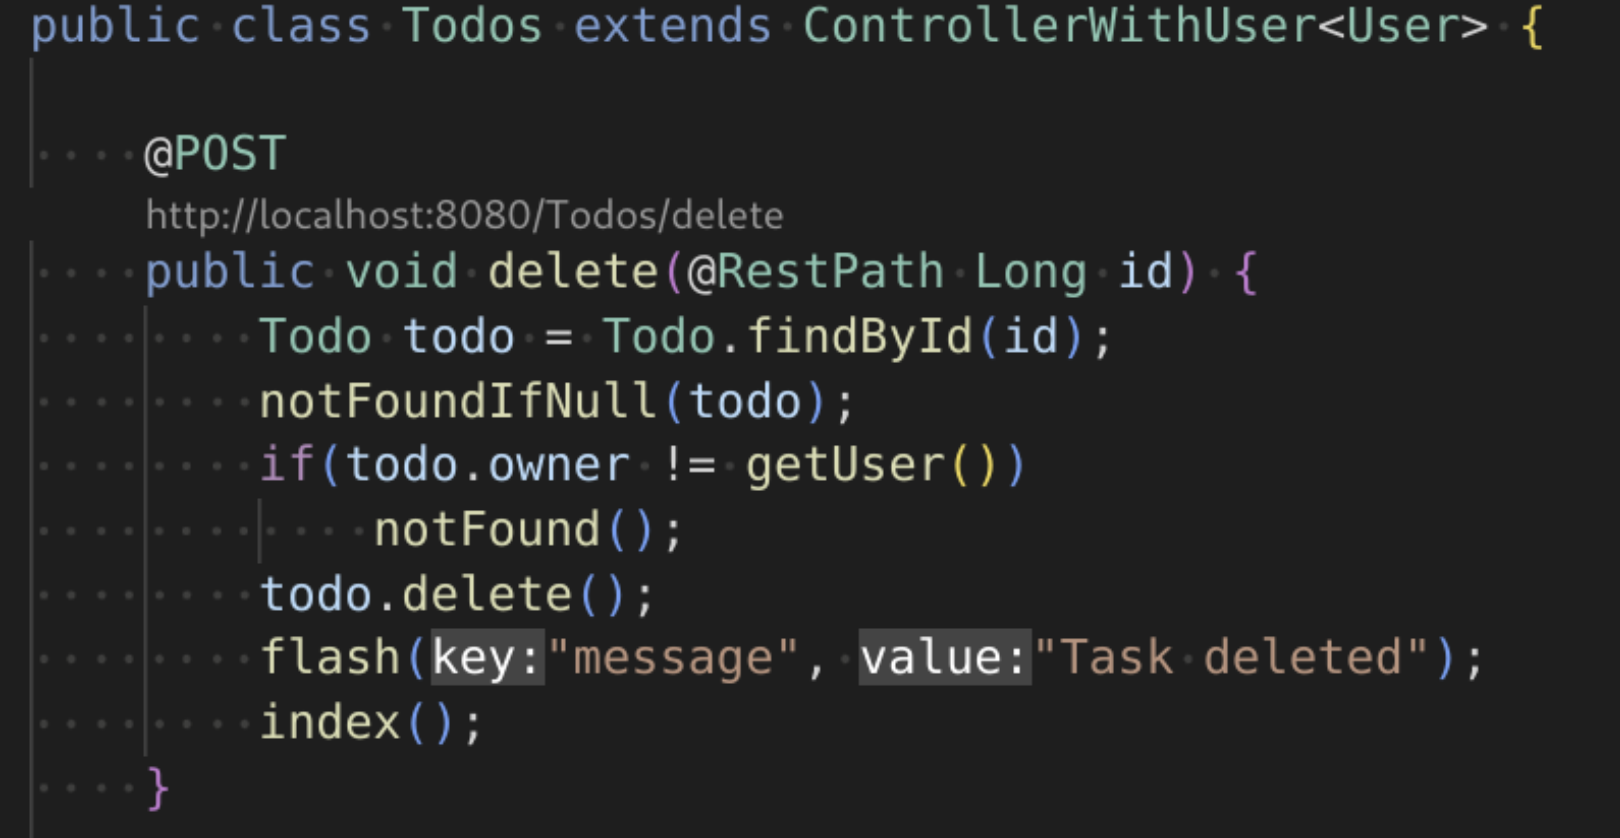 public class Todos extends ControllerWithUser<User> {
@POST
http://localhost:8080/Todos/delete
public void delete(@RestPath Long id) {
Todo todo = Todo.findById(id);
notFoundIfNull(todo);
if(todo.owner != getUser())
notFound();
todo.delete();
flash(key:"message", value:"Task deleted");
index();
}